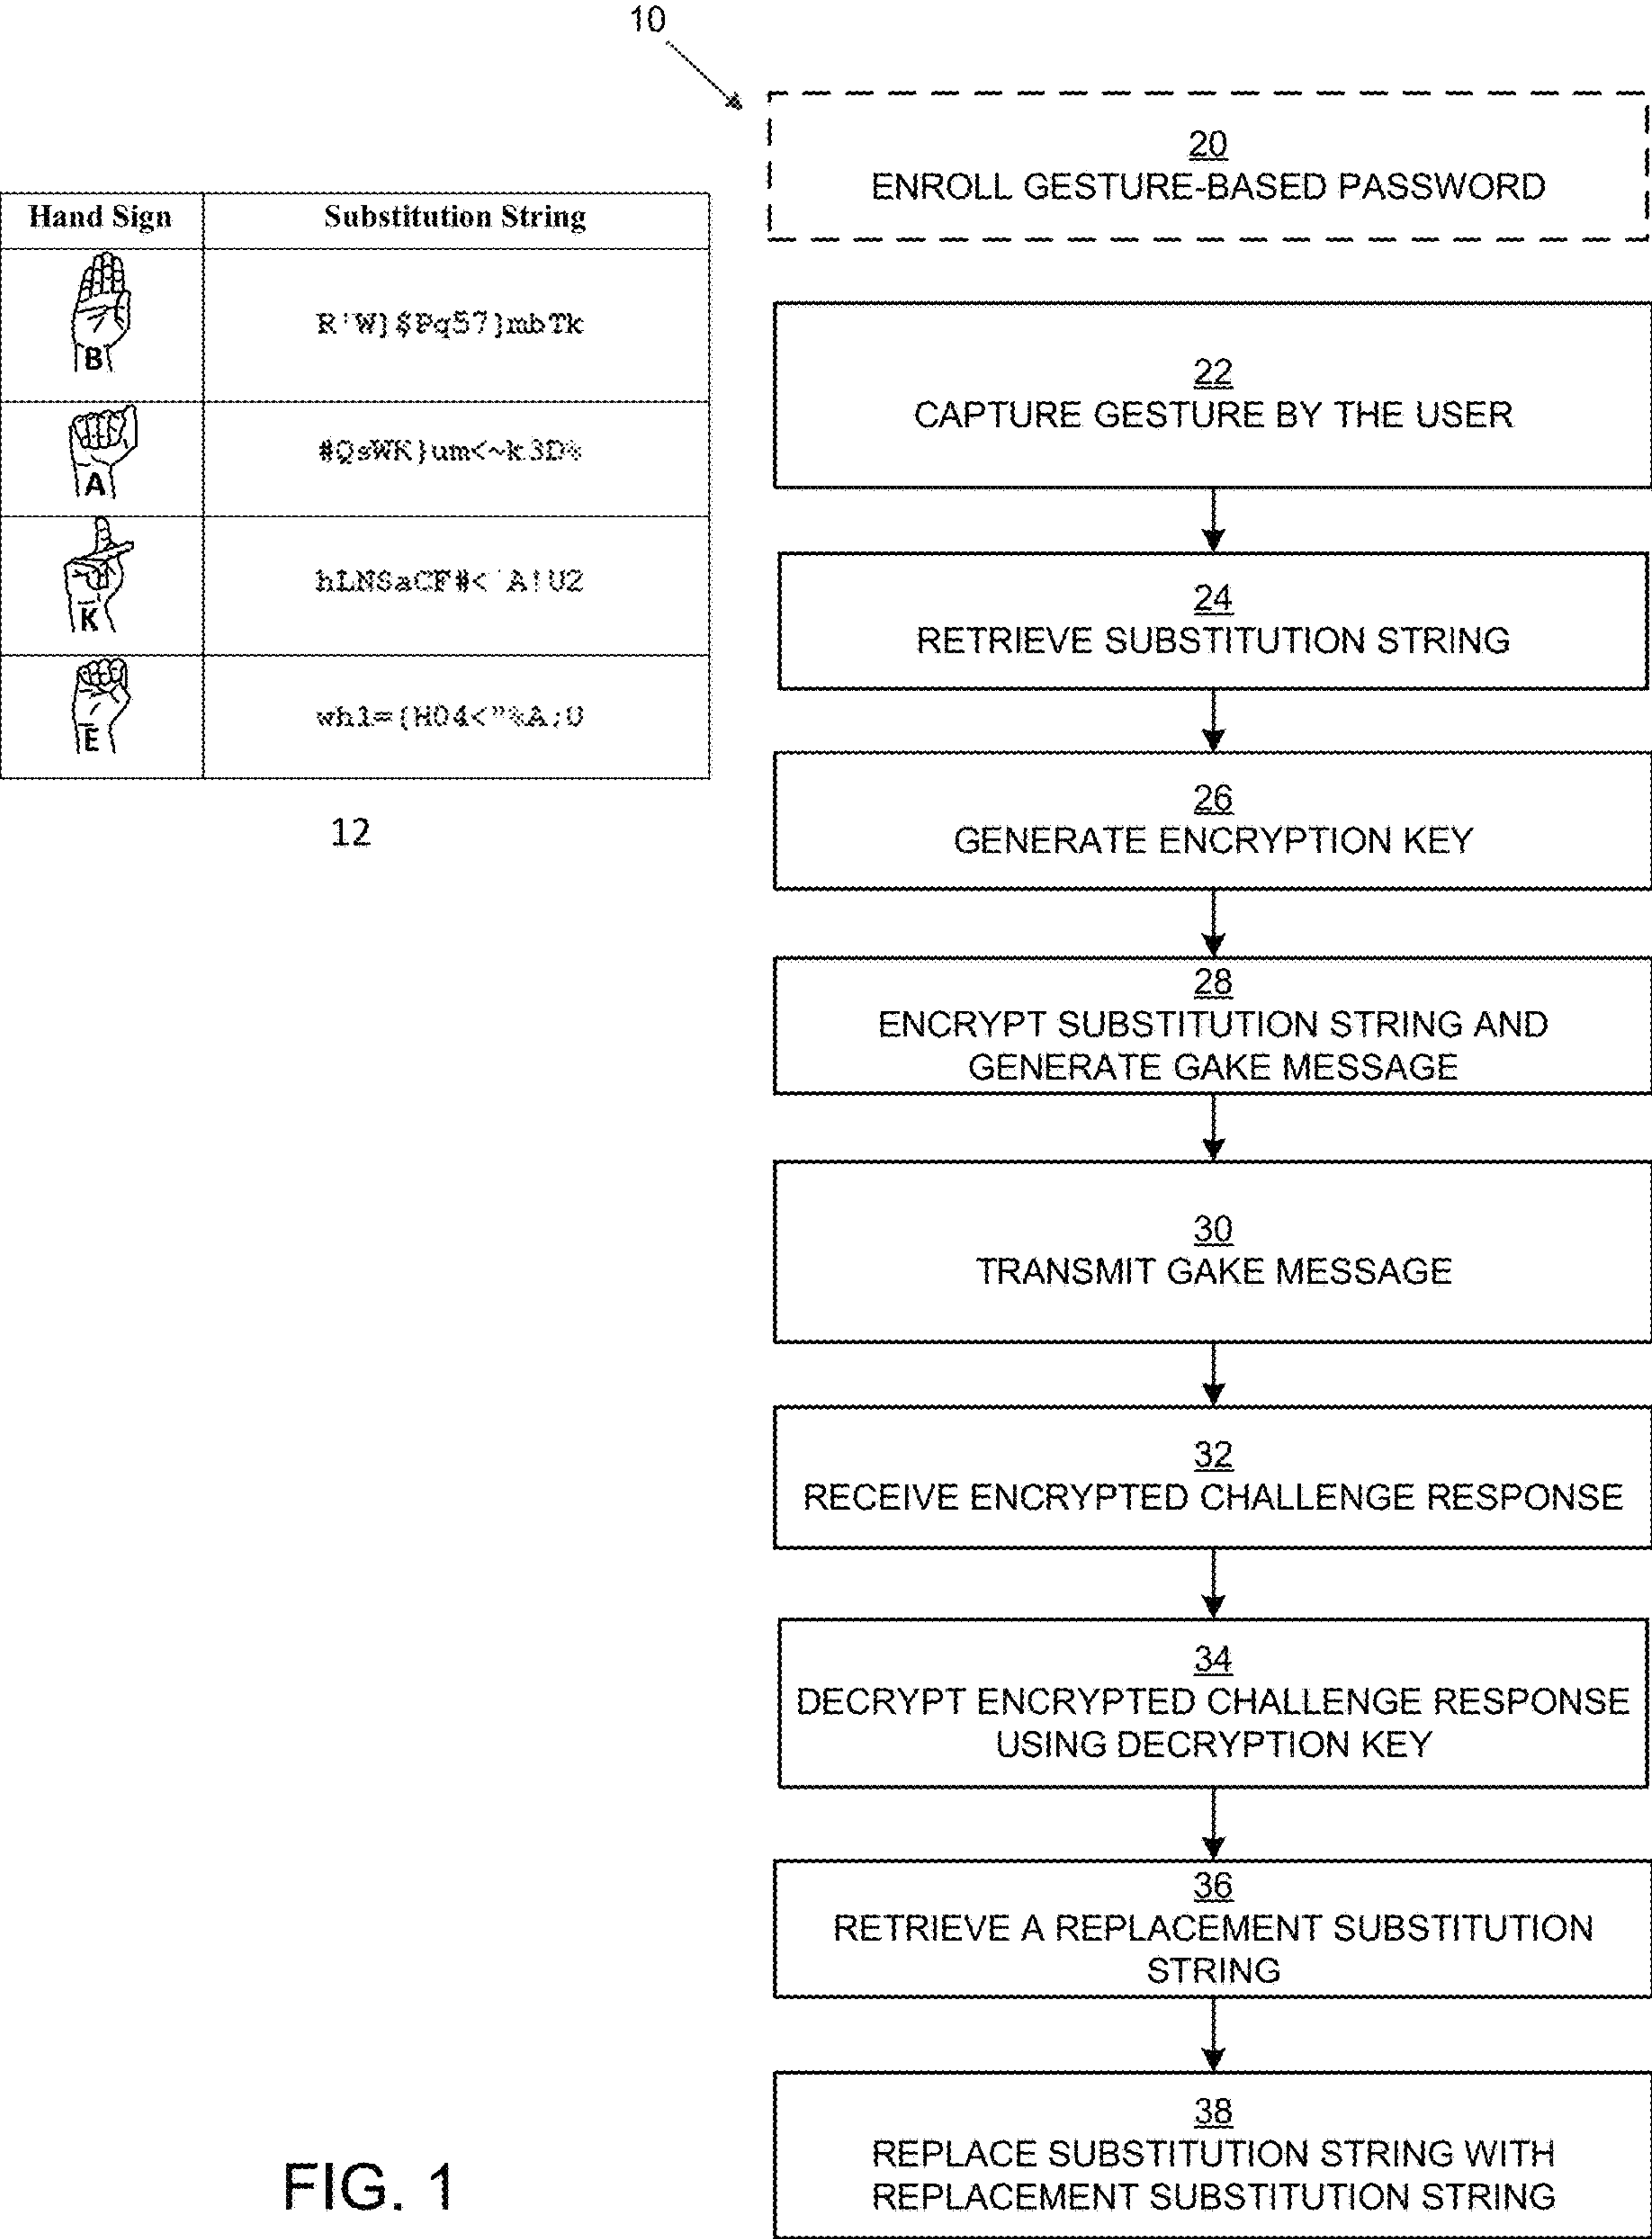 10
20
ENROLL GESTURE-BASED PASSWORD
Hand Sign Substitution String
B R'W}$Pq57}mbTk
A #QsWK}um<~k3D%
K hLNSaCF#<`A!U2
E wh1={H04<"%A;U
12
22
CAPTURE GESTURE BY THE USER
24
RETRIEVE SUBSTITUTION STRING
26
GENERATE ENCRYPTION KEY
28
ENCRYPT SUBSTITUTION STRING AND
GENERATE GAKE MESSAGE
30
TRANSMIT GAKE MESSAGE
32
RECEIVE ENCRYPTED CHALLENGE RESPONSE
34
DECRYPT ENCRYPTED CHALLENGE RESPONSE
USING DECRYPTION KEY
36
RETRIEVE A REPLACEMENT SUBSTITUTION
STRING
38
REPLACE SUBSTITUTION STRING WITH
REPLACEMENT SUBSTITUTION STRING
FIG. 1